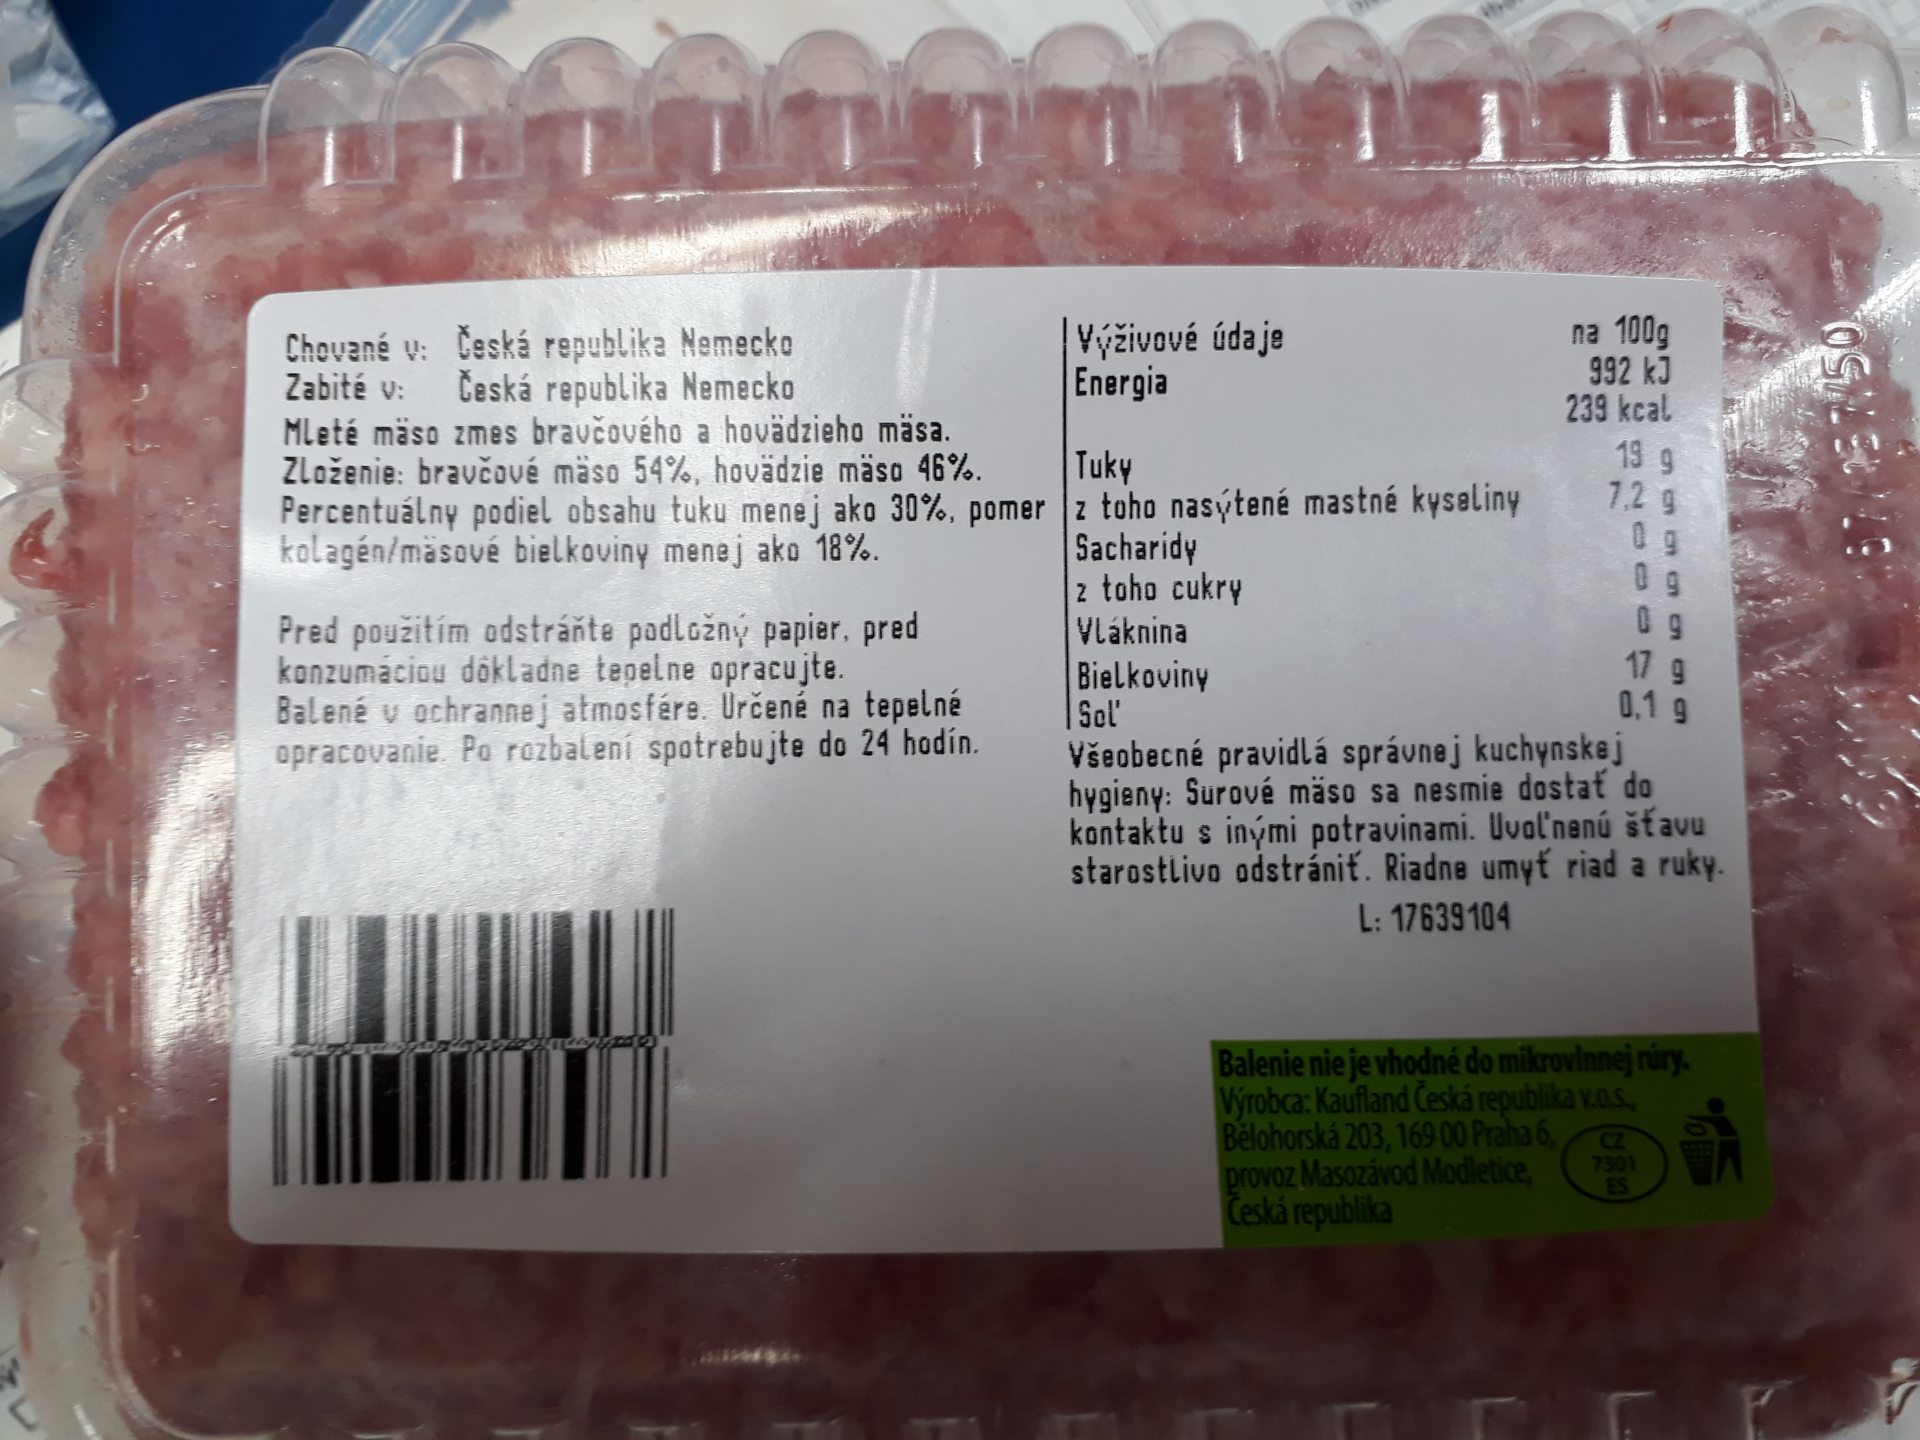 Chované v: Česká republika Nemecko
Zabité v: Česká republika Nemecko
Mleté mäso zmes bravčového a hovädzieho mäsa.
Zloženie: bravčové mäso 54%, hovädzie mäso 46%.
Percentuálny podiel obsahu tuku menej ako 30%, pomer
kolagén/mäsové bielkoviny menej ako 18%.
Pred použitím odstráňte podložný papier, pred
konzumáciou dôkladne tepelne opracujte.
Balené v ochrannej atmosfére. Určené na tepelné
opracovanie. Po rozbalení spotrebujte do 24 hodín.
Výživové údaje na 100g
Energia 992 kJ
239 kcal
Tuky 19 g
z toho nasýtené mastné kyseliny 7,2 g
Sacharidy 0 g
z toho cukry 0 g
Vláknina 0 g
Bielkoviny 17 g
Soľ 0,1 g
Všeobecné pravidlá správnej kuchynskej
hygieny: Surové mäso sa nesmie dostať do
kontaktu s inými potravinami. Uvoľnenú šťavu
starostlivo odstrániť. Riadne umyť riad a ruky.
L: 17639104
Balenie nie je vhodné do mikrovlnnej rúry.
Výrobca: Kaufland Česká republika v.o.s.,
Bělohorská 203, 169 00 Praha 6,
provoz Masozávod Modletice,
Česká republika
CZ
7301
ES